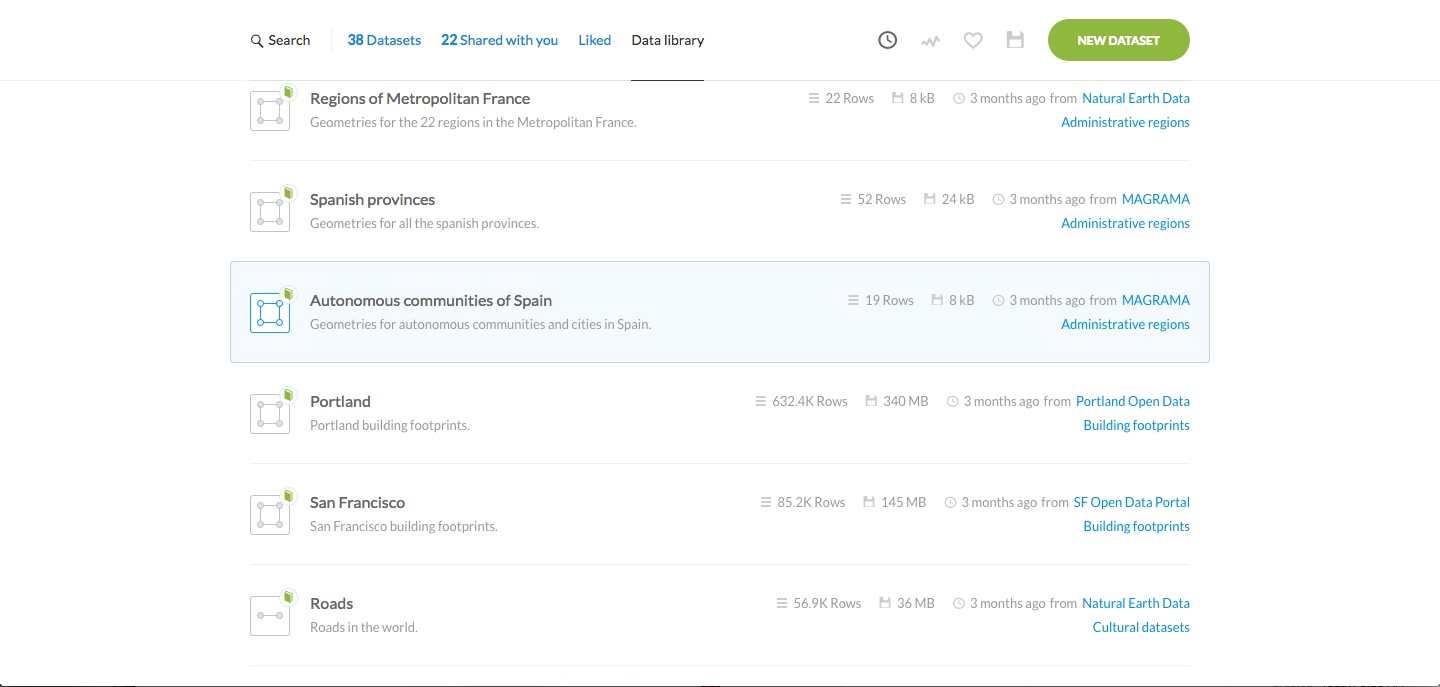 Search 38 Datasets 22 Shared with you Liked Data library NEW DATASET
Regions of Metropolitan France 22 Rows 8 kB 3 months ago from Natural Earth Data
Geometries for the 22 regions in the Metropolitan France. Administrative regions
Spanish provinces 52 Rows 24 kB 3 months ago from MAGRAMA
Geometries for all the spanish provinces. Administrative regions
Autonomous communities of Spain 19 Rows 8 kB 3 months ago from MAGRAMA
Geometries for autonomous communities and cities in Spain. Administrative regions
Portland 632.4K Rows 340 MB 3 months ago from Portland Open Data
Portland building footprints. Building footprints
San Francisco 85.2K Rows 145 MB 3 months ago from SF Open Data Portal
San Francisco building footprints. Building footprints
Roads 56.9K Rows 36 MB 3 months ago from Natural Earth Data
Roads in the world. Cultural datasets